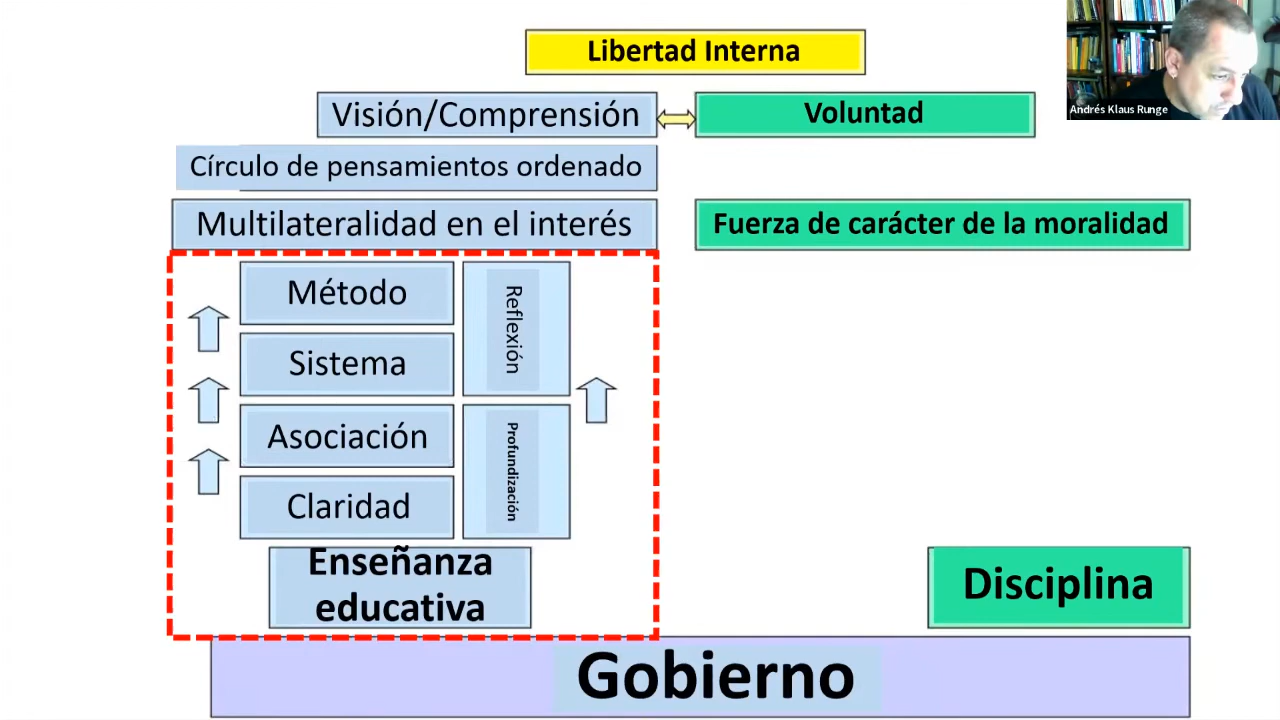 Libertad Interna
Andrés Klaus Runge
Visión/Comprensión
Voluntad
Círculo de pensamientos ordenado
Multilateralidad en el interés
Fuerza de carácter de la moralidad
Método
Reflexión
Sistema
Asociación
Profundización
Claridad
Enseñanza
educativa
Disciplina
Gobierno